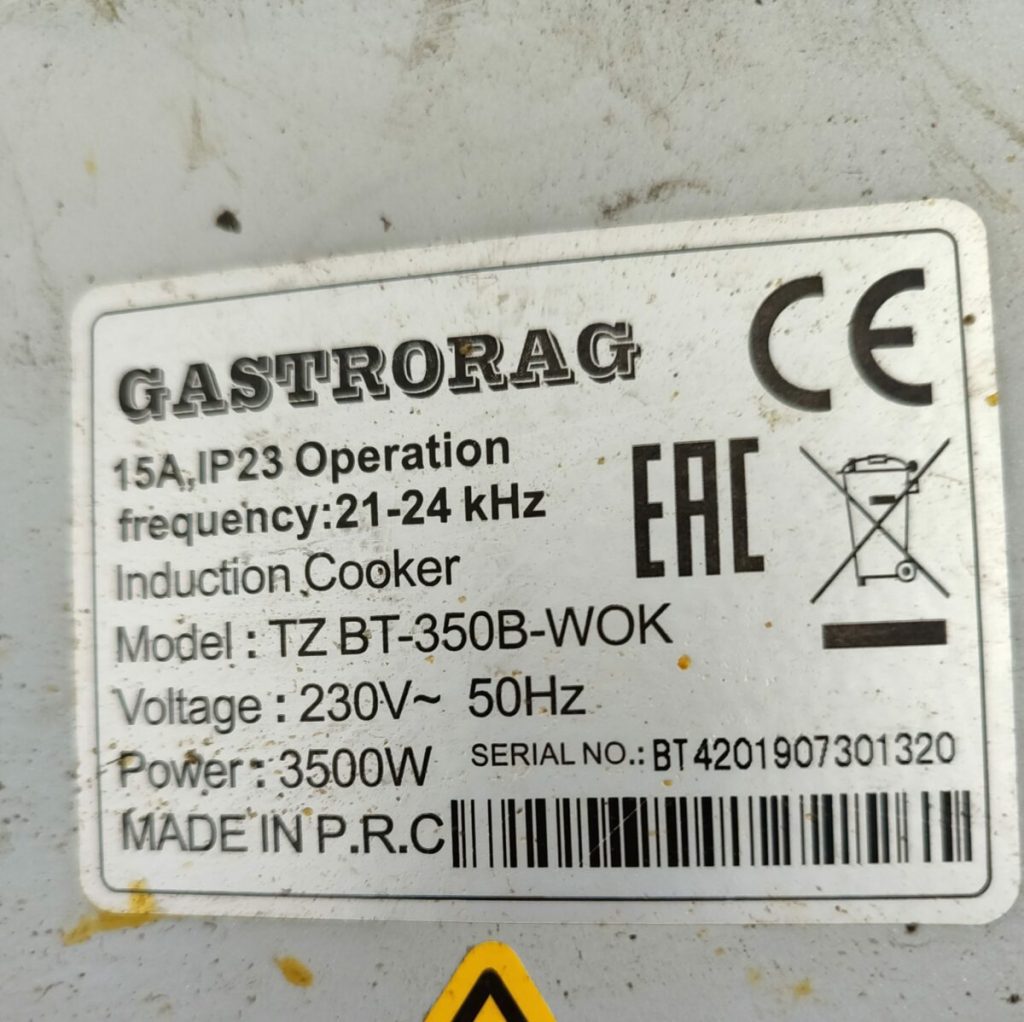 GASTRORAG
CE
15A,IP23 Operation
frequency:21-24 kHz
EAC
Induction Cooker
Model : TZ BT-350B-WOK
Voltage : 230V~ 50Hz
Power : 3500W SERIAL NO.: BT4201907301320
MADE IN P.R.C